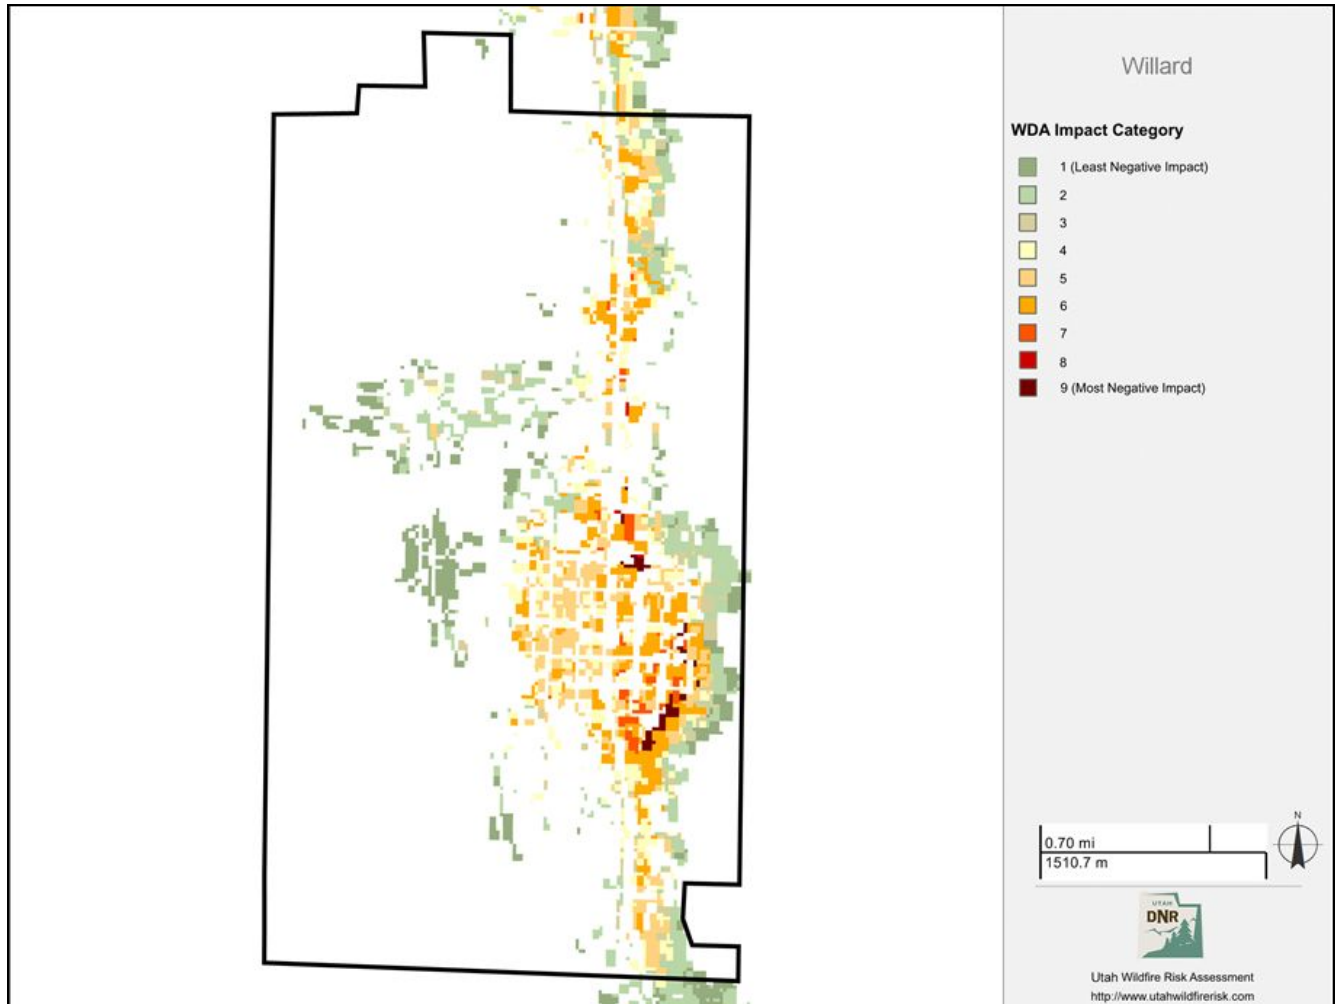 Willard
WDA Impact Category
1 (Least Negative Impact)
2
3
4
5
6
7
8
9 (Most Negative Impact)
N
0.70 mi
1510.7 m
UTAH
DNR
Utah Wildfire Risk Assessment
http://www.utahwildfirerisk.com